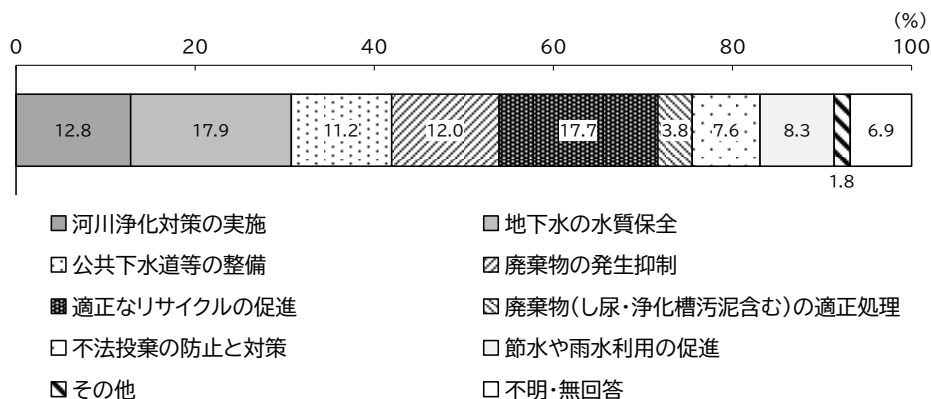 (%)
0 20 40 60 80 100
12.8 17.9 11.2 12.0 17.7 3.8 7.6 8.3 6.9
1.8
河川浄化対策の実施 地下水の水質保全
公共下水道等の整備 廃棄物の発生抑制
適正なリサイクルの促進 廃棄物(し尿・浄化槽汚泥含む)の適正処理
不法投棄の防止と対策 節水や雨水利用の促進
その他 不明・無回答